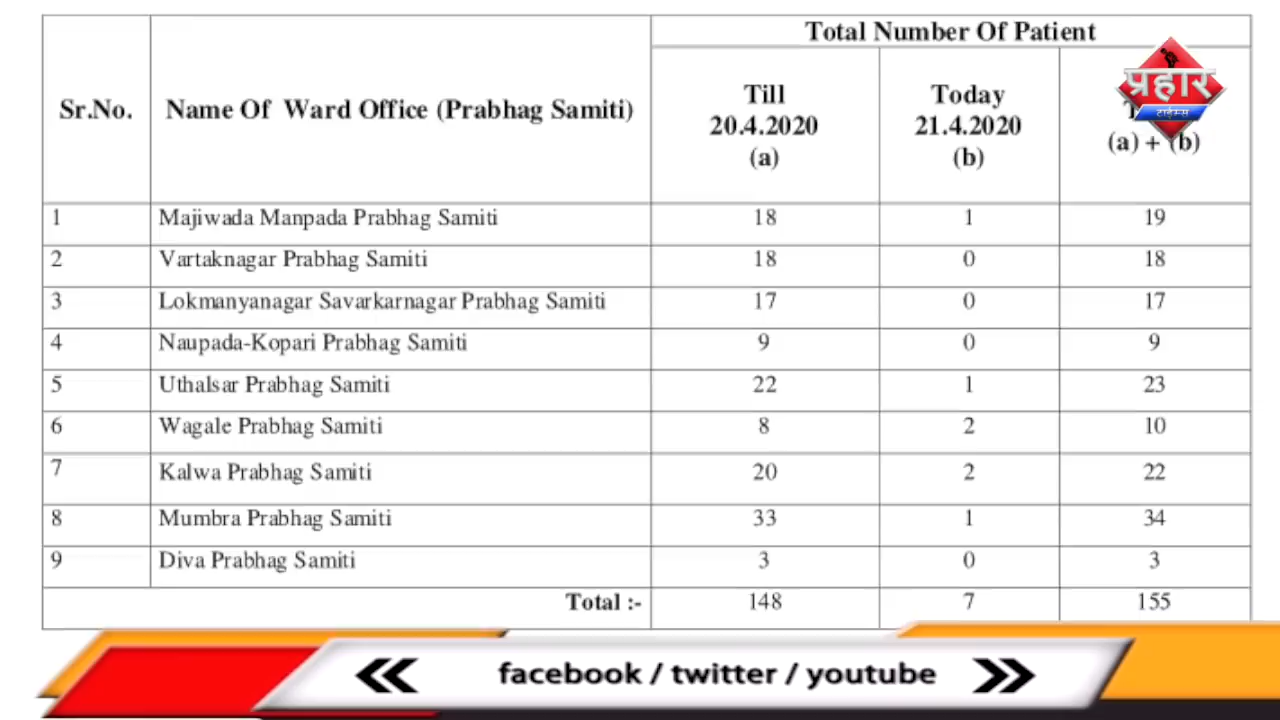 Total Number Of Patient
Sr.No. Name Of Ward Office (Prabhag Samiti) Till 20.4.2020 (a) Today 21.4.2020 (b) (a) + (b)
प्रहार
टाईम्स
1 Majiwada Manpada Prabhag Samiti 18 1 19
2 Vartaknagar Prabhag Samiti 18 0 18
3 Lokmanyanagar Savarkarnagar Prabhag Samiti 17 0 17
4 Naupada-Kopari Prabhag Samiti 9 0 9
5 Uthalsar Prabhag Samiti 22 1 23
6 Wagale Prabhag Samiti 8 2 10
7 Kalwa Prabhag Samiti 20 2 22
8 Mumbra Prabhag Samiti 33 1 34
9 Diva Prabhag Samiti 3 0 3
Total :- 148 7 155
facebook / twitter / youtube